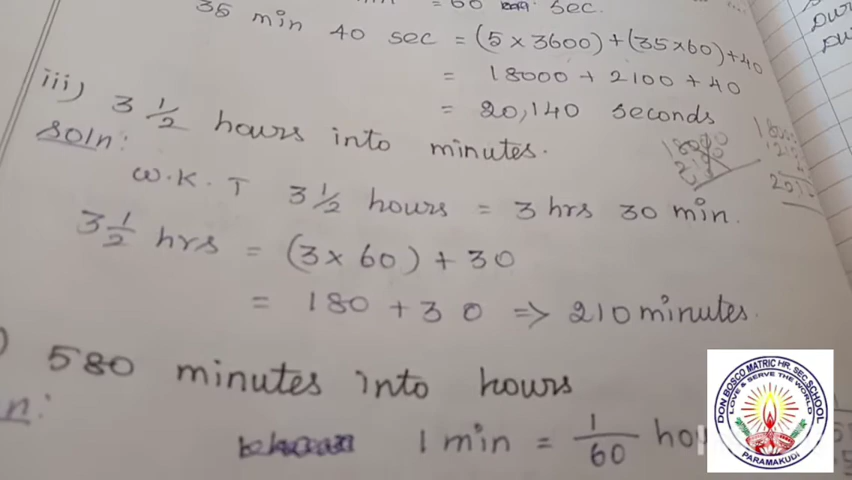 = 60 sec.
35 min 40 sec = (5 x 3600) + (35x60) + 40
= 18000 + 2100 + 40
= 20,140 seconds
iii) 3 1/2 hours into minutes.
Soln:
W.K.T 3 1/2 hours = 3 hrs 30 min.
3 1/2 hrs = (3 x 60) + 30
= 180 + 30 => 210 minutes.
580 minutes into hours
1 min = 1/60
DON BOSCO MATRIC HR. SEC SCHOOL
LOVE & SERVE THE WORLD
PARAMAKUDI